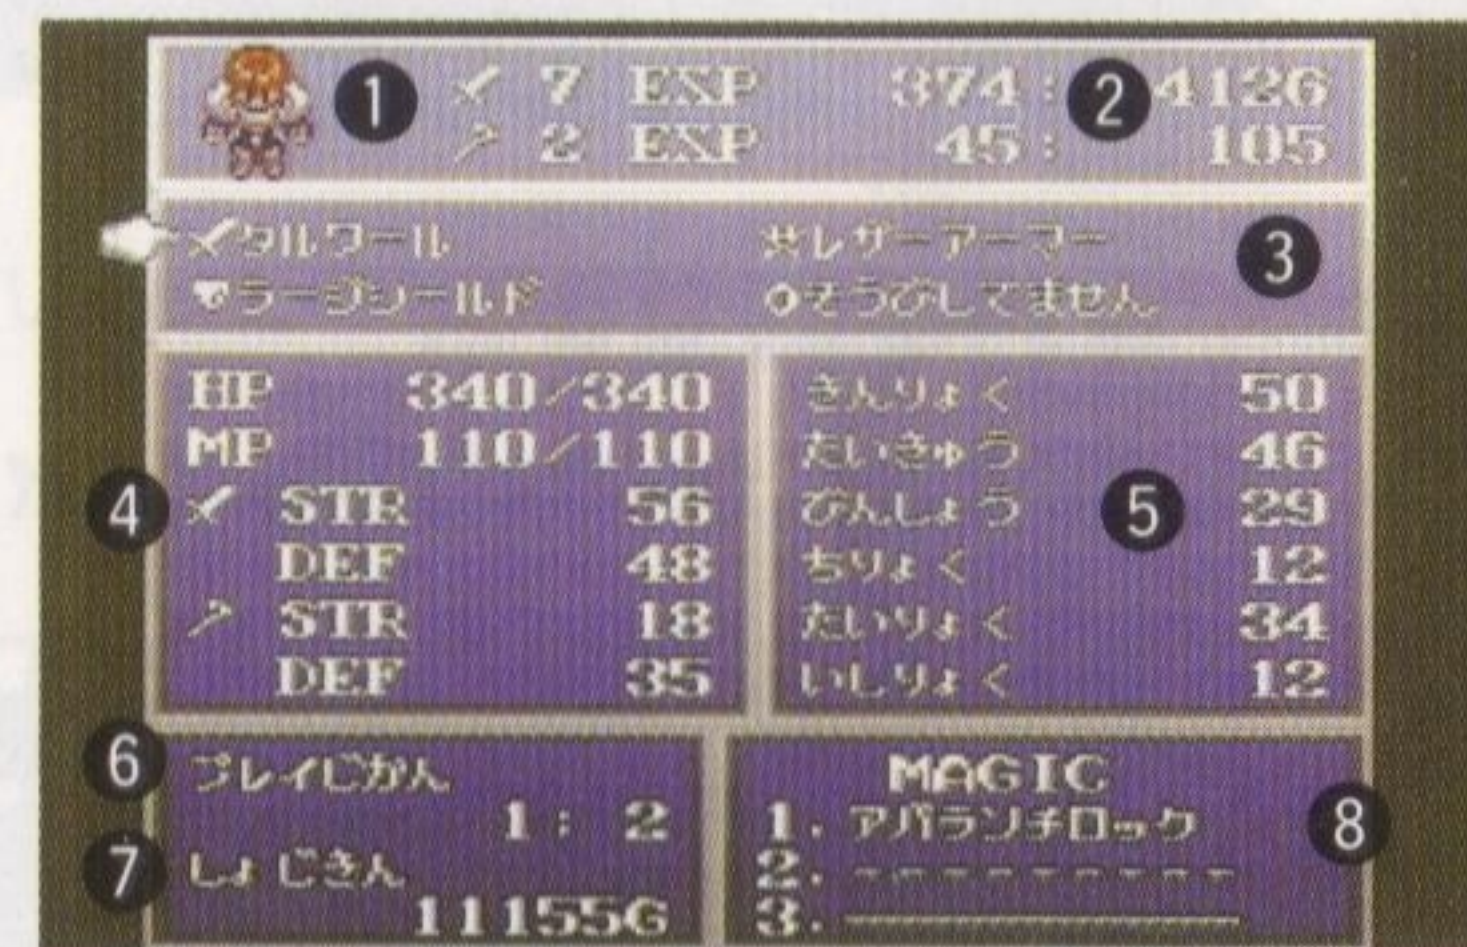 1 7 EXP 374: 2 4126
2 EXP 45: 105
タルワール レザーアーマー 3
ラージシールド そうびしてません
HP 340/340
MP 110/110
4 STR 56
DEF 48
STR 18
DEF 35
きんりょく 50
たいきゅう 46
びんしょう 5 29
ちりょく 12
たいりょく 34
いしりょく 12
6 プレイじかん
1: 2
7 しょじきん
11155G
MAGIC
1. アバランチロック 8
2. ---------
3.